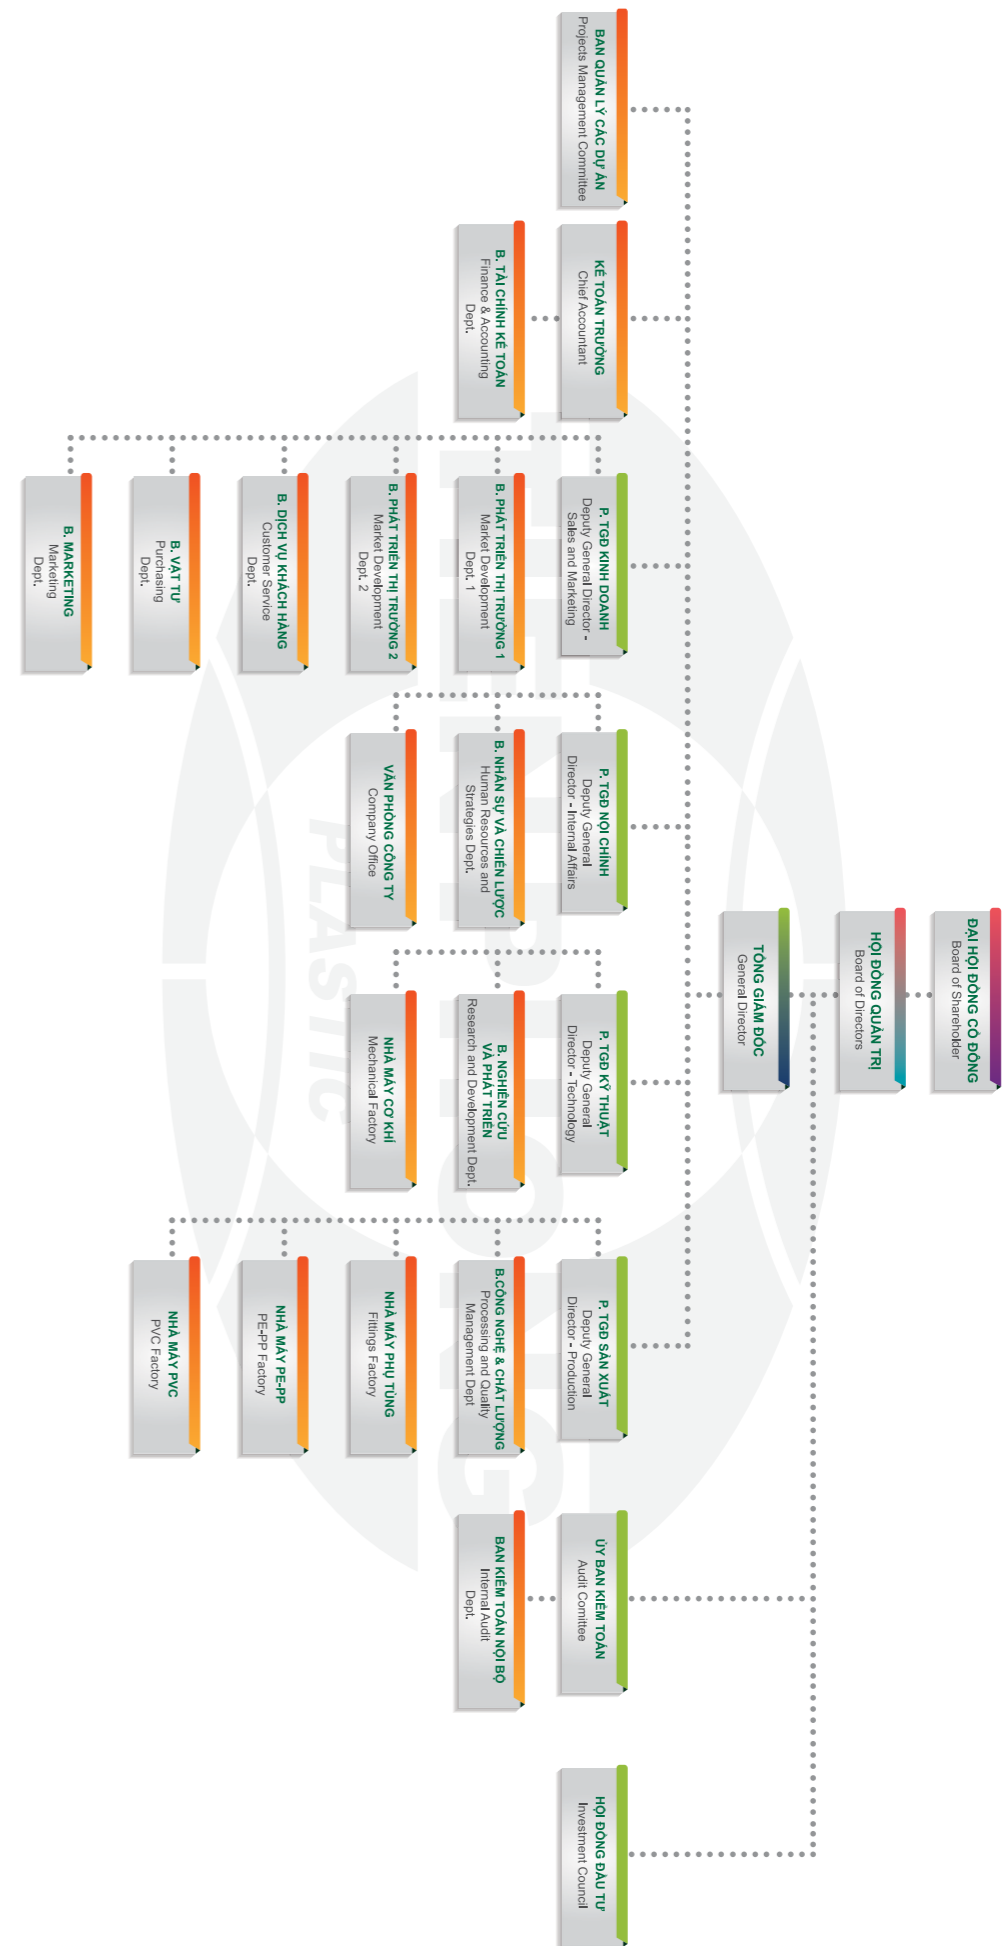 ĐẠI HỘI ĐỒNG CỔ ĐÔNG
Board of Shareholder
HỘI ĐỒNG QUẢN TRỊ
Board of Directors
TỔNG GIÁM ĐỐC
General Director
BAN QUẢN LÝ CÁC DỰ ÁN
Projects Management Committee
KẾ TOÁN TRƯỞNG
Chief Accountant
P. TGĐ KINH DOANH
Deputy General Director -
Sales and Marketing
P. TGĐ NỘI CHÍNH
Deputy General
Director - Internal Affairs
P. TGĐ KỸ THUẬT
Deputy General
Director - Technology
P. TGĐ SẢN XUẤT
Deputy General
Director - Production
ỦY BAN KIỂM TOÁN
Audit Comittee
HỘI ĐỒNG ĐẦU TƯ
Investment Council
B. TÀI CHÍNH KẾ TOÁN
Finance & Accounting
Dept.
B. PHÁT TRIỂN THỊ TRƯỜNG 1
Market Development
Dept. 1
B. NHÂN SỰ VÀ CHIẾN LƯỢC
Human Resources and
Strategies Dept.
B. NGHIÊN CỨU
VÀ PHÁT TRIỂN
Research and Development Dept.
B.CÔNG NGHỆ & CHẤT LƯỢNG
Processing and Quality
Management Dept
BAN KIỂM TOÁN NỘI BỘ
Internal Audit
Dept.
B. PHÁT TRIỂN THỊ TRƯỜNG 2
Market Development
Dept. 2
VĂN PHÒNG CÔNG TY
Company Office
NHÀ MÁY CƠ KHÍ
Mechanical Factory
NHÀ MÁY PHỤ TÙNG
Fittings Factory
B. DỊCH VỤ KHÁCH HÀNG
Customer Service
Dept.
NHÀ MÁY PE-PP
PE-PP Factory
B. VẬT TƯ
Purchasing
Dept.
NHÀ MÁY PVC
PVC Factory
B. MARKETING
Marketing
Dept.
TIEN PHONG
PLASTIC